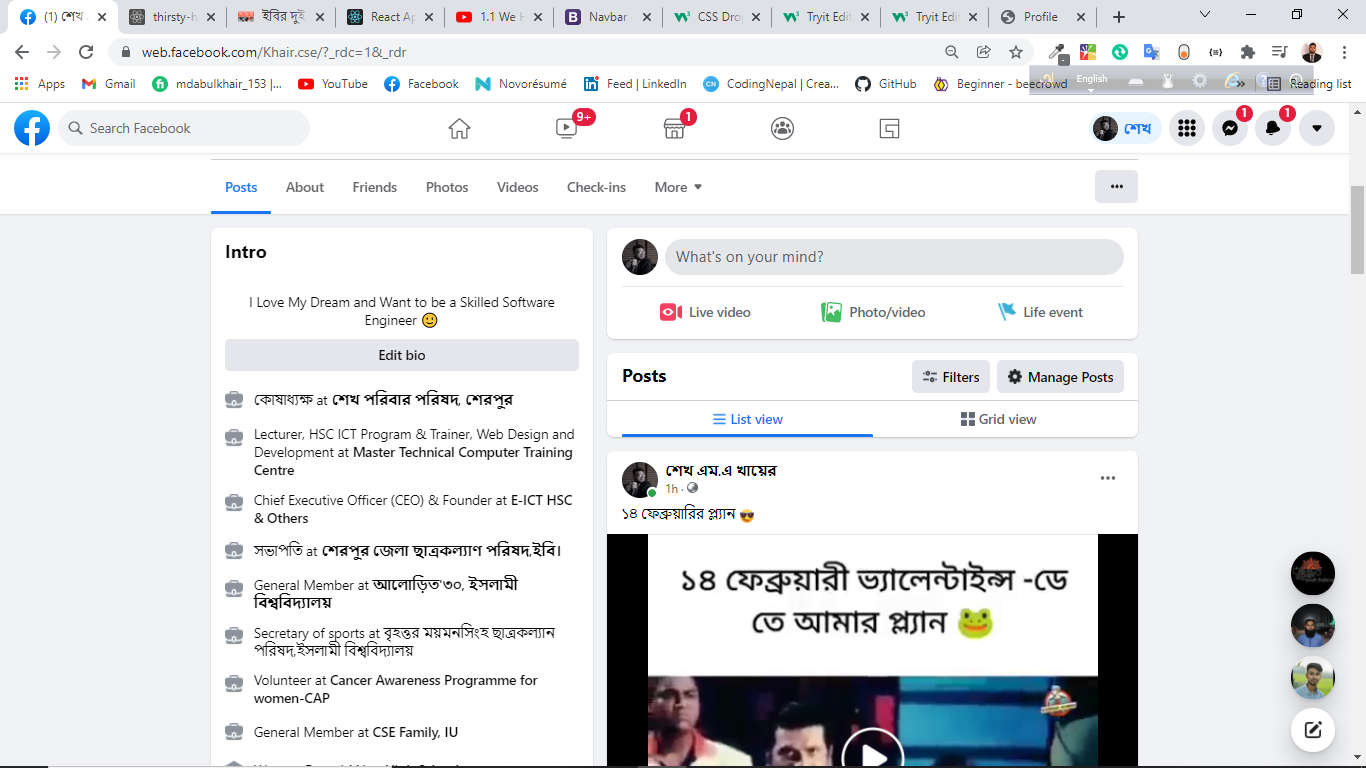 (1) শেখ
thirsty-h
ইবির দুই
React Ap
1.1 We H
Navbar
CSS Drop
Tryit Edit
Tryit Edit
Profile
web.facebook.com/Khair.cse/?_rdc=1&_rdr
Apps
Gmail
mdabulkhair_153 |...
YouTube
Facebook
Novorésumé
Feed | LinkedIn
CodingNepal | Crea...
GitHub
Beginner - beecrowd
English
Reading list
Search Facebook
9+
1
শেখ
1
1
Posts
About
Friends
Photos
Videos
Check-ins
More
Intro
I Love My Dream and Want to be a Skilled Software
Engineer 🙂
Edit bio
কোষাধ্যক্ষ at শেখ পরিবার পরিষদ, শেরপুর
Lecturer, HSC ICT Program & Trainer, Web Design and
Development at Master Technical Computer Training
Centre
Chief Executive Officer (CEO) & Founder at E-ICT HSC
& Others
সভাপতি at শেরপুর জেলা ছাত্রকল্যাণ পরিষদ,ইবি।
General Member at আলোড়িত'৩০, ইসলামী
বিশ্ববিদ্যালয়
Secretary of sports at বৃহত্তর ময়মনসিংহ ছাত্রকল্যান
পরিষদ,ইসলামী বিশ্ববিদ্যালয়
Volunteer at Cancer Awareness Programme for
women-CAP
General Member at CSE Family, IU
What's on your mind?
Live video
Photo/video
Life event
Posts
Filters
Manage Posts
List view
Grid view
শেখ এম.এ খায়ের
1h ·
১৪ ফেব্রুয়ারির প্ল্যান 😎
১৪ ফেব্রুয়ারী ভ্যালেন্টাইন্স -ডে
তে আমার প্ল্যান 🐸